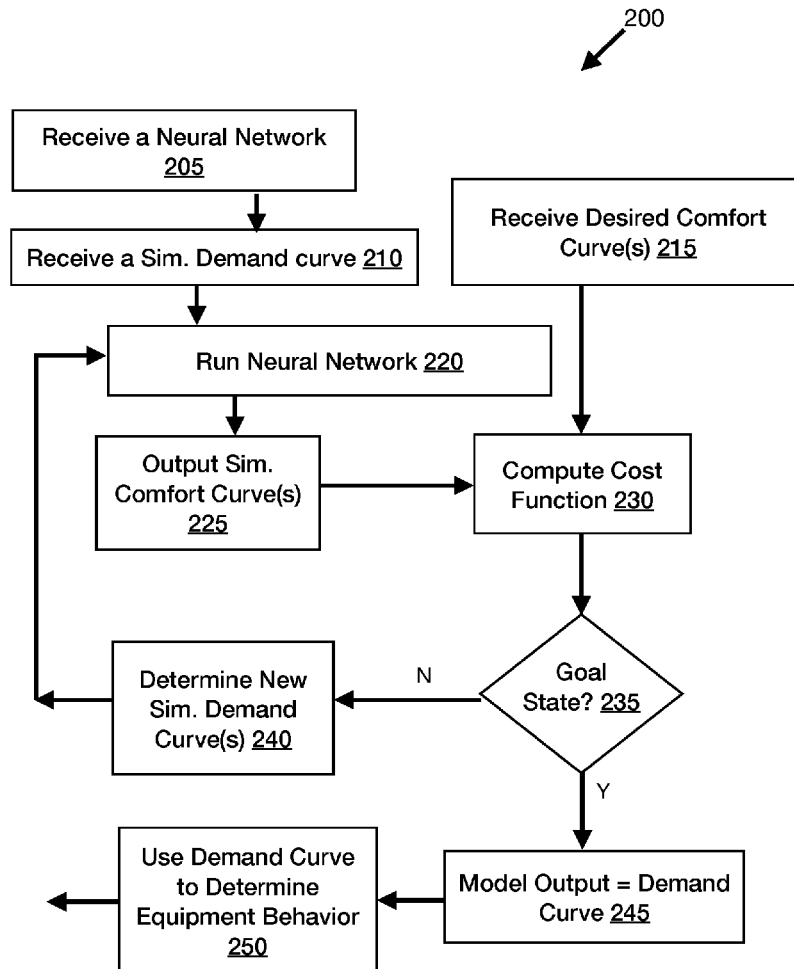 200
Receive a Neural Network
205
Receive a Sim. Demand curve 210
Receive Desired Comfort
Curve(s) 215
Run Neural Network 220
Output Sim.
Comfort Curve(s)
225
Compute Cost
Function 230
Goal
State? 235
N
Determine New
Sim. Demand
Curve(s) 240
Y
Model Output = Demand
Curve 245
Use Demand Curve
to Determine
Equipment Behavior
250